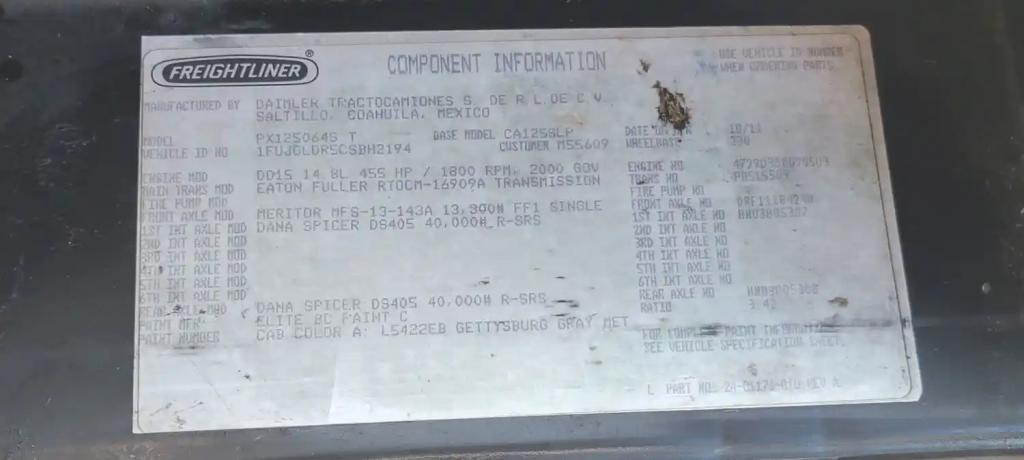 FREIGHTLINER®
COMPONENT INFORMATION
USE VEHICLE ID NUMBER
WHEN ORDERING PARTS
MANUFACTURED BY DAIMLER TRACTOCAMIONES S. DE R.L.DE C.V.
SALTILLO, COAHUILA, MEXICO
MODEL PX125064S T BASE MODEL CA125SLP
VEHICLE ID NO CUSTOMER M55609
DATE OF 10/11
WHEELBASE 230
ENGINE MOD DD15 14.8L 455 HP / 1800 RPM, 2000 GOV
MAIN TRANS MOD EATON FULLER RTOCM-16909A TRANSMISSION
FIRE PUMP MOD
FRONT AXLE MOD MERITOR MFS-13-143A 13,300# FF1 SINGLE
1ST INT AXLE MOD DANA SPICER DS405 40,000# R-SRS
2ND INT AXLE MOD
3RD INT AXLE MOD
4TH INT AXLE MOD
5TH INT AXLE MOD
6TH INT AXLE MOD
REAR AXLE MOD DANA SPICER DS405 40,000# R-SRS
PAINT MFR ELITE BC PAINT C
PAINT NUMBER CAB COLOR A: L5422EB GETTYSBURG GRAY MET
ENGINE NO
TRANS NO
FIRE PUMP NO
FRONT AXLE NO
1ST INT AXLE NO
2ND INT AXLE NO
3RD INT AXLE NO
4TH INT AXLE NO
5TH INT AXLE NO
6TH INT AXLE NO
REAR AXLE NO
RATIO 3.42
FOR COMPLETE PAINT INFORMATION
SEE VEHICLE SPECIFICATION SHEET.
PART NO.